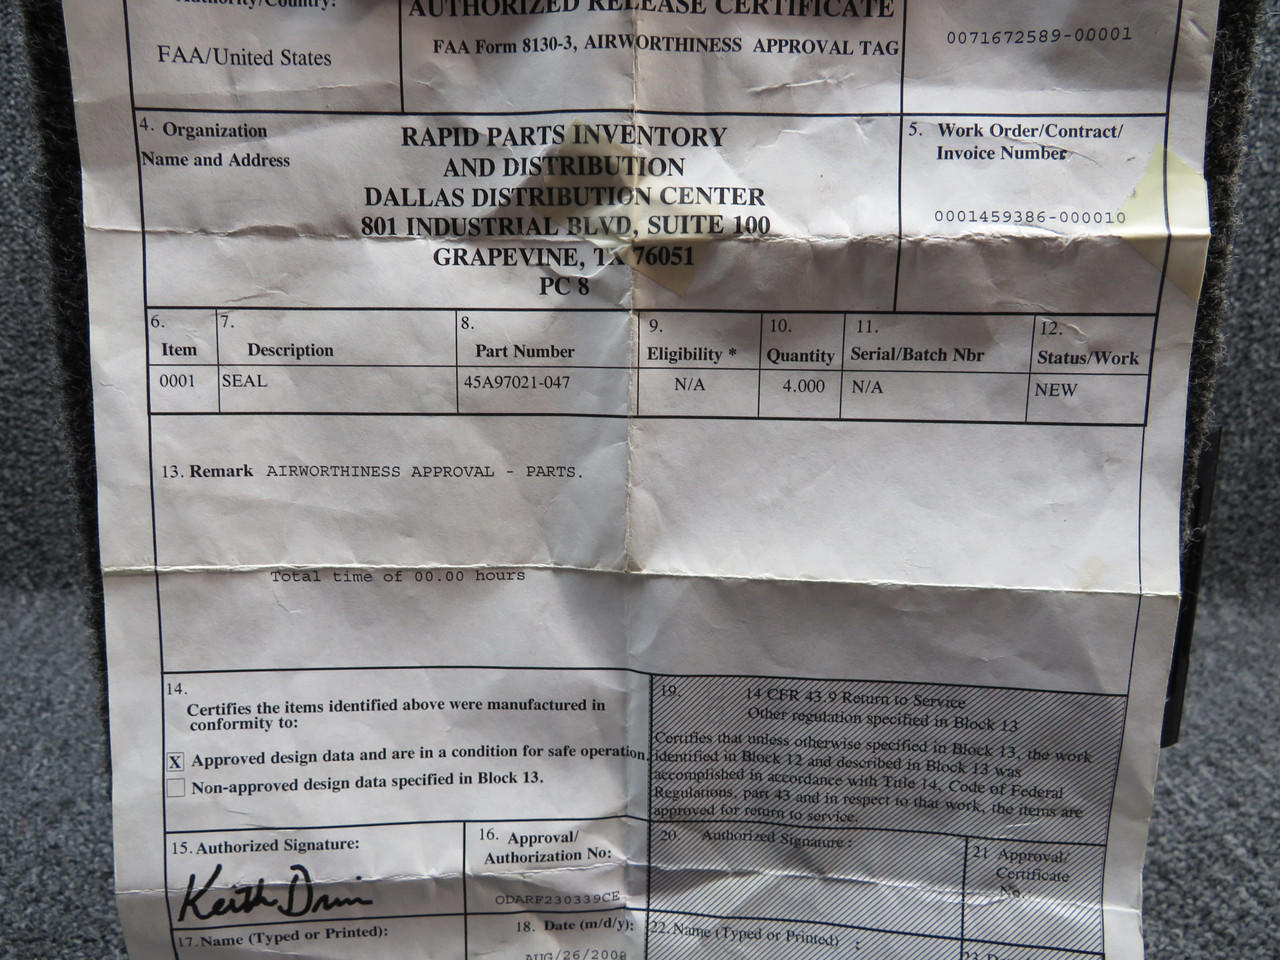 Authority/Country:
AUTHORIZED RELEASE CERTIFICATE
FAA/United States
FAA Form 8130-3, AIRWORTHINESS APPROVAL TAG
0071672589-00001
4. Organization
Name and Address
RAPID PARTS INVENTORY
AND DISTRIBUTION
DALLAS DISTRIBUTION CENTER
801 INDUSTRIAL BLVD, SUITE 100
GRAPEVINE, TX 76051
PC 8
5. Work Order/Contract/
Invoice Number
0001459386-000010
6. Item
7. Description
8. Part Number
9. Eligibility *
10. Quantity
11. Serial/Batch Nbr
12. Status/Work
0001 SEAL 45A97021-047 N/A 4.000 N/A NEW
13. Remark AIRWORTHINESS APPROVAL - PARTS.
Total time of 00.00 hours
14.
Certifies the items identified above were manufactured in
conformity to:
X Approved design data and are in a condition for safe operation.
Non-approved design data specified in Block 13.
19. 14 CFR 43.9 Return to Service
Other regulation specified in Block 13
Certifies that unless otherwise specified in Block 13, the work
identified in Block 12 and described in Block 13 was
accomplished in accordance with Title 14, Code of Federal
Regulations, part 43 and in respect to that work, the items are
approved for return to service.
15. Authorized Signature:
Keith
16. Approval/
Authorization No:
ODARF230339CE
20. Authorized Signature:
21 Approval/
Certificate
No.
17. Name (Typed or Printed):
18. Date (m/d/y):
AUG/26/2008
22. Name (Typed or Printed) :
23